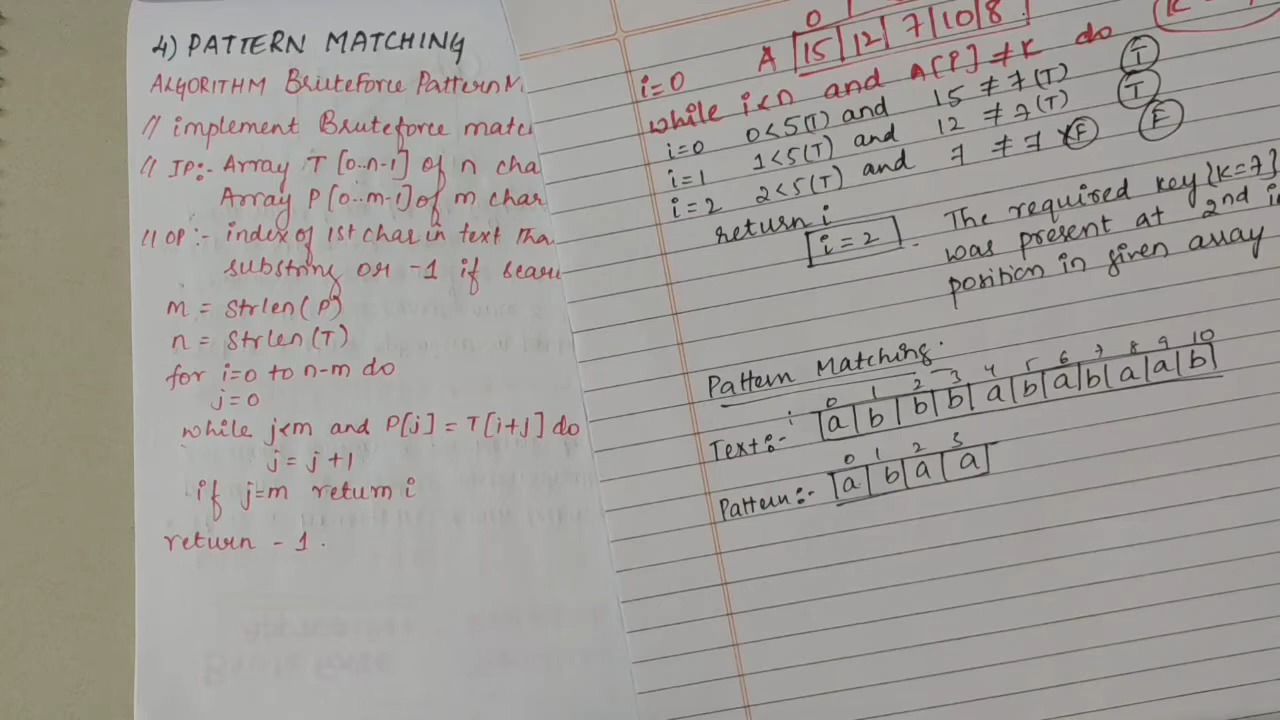 4) PATTERN MATCHING
ALGORITHM Bruteforce Pattern M
// implement Bruteforce matc
// IP:- Array T [0..n-1] of n cha
Array P [0..m-1] of m char
// OP :- index of 1st char in text tha
substring or -1 if sear
m = strlen(P)
n = strlen(T)
for i=0 to n-m do
j=0
while j<m and P[j] = T[i+j] do
j = j+1
if j=m return i
return -1.
0
A 15 | 12 | 7 | 10 | 8
i=0
while i<n and A[P] ≠ K do
i=0 0<5(T) and 15 ≠ 7(T) T
i=1 1<5(T) and 12 ≠ 7(T) T
i=2 2<5(T) and 7 ≠ 7 F F
return i
[i=2].
The required key [K=7]
was present at 2nd i
position in given array
Pattern Matching.
i 0 1 2 3 4 5 6 7 8 9 10
Text:- a | b | b | b | a | b | a | b | a | a | b
0 1 2 3
Pattern:- a | b | a | a